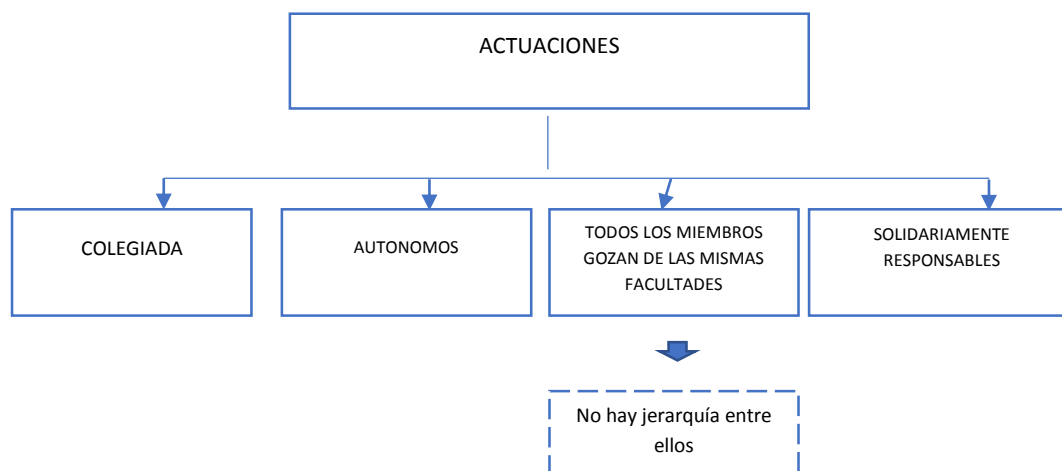 ACTUACIONES
COLEGIADA
AUTONOMOS
TODOS LOS MIEMBROS
GOZAN DE LAS MISMAS
FACULTADES
SOLIDARIAMENTE
RESPONSABLES
No hay jerarquía entre
ellos